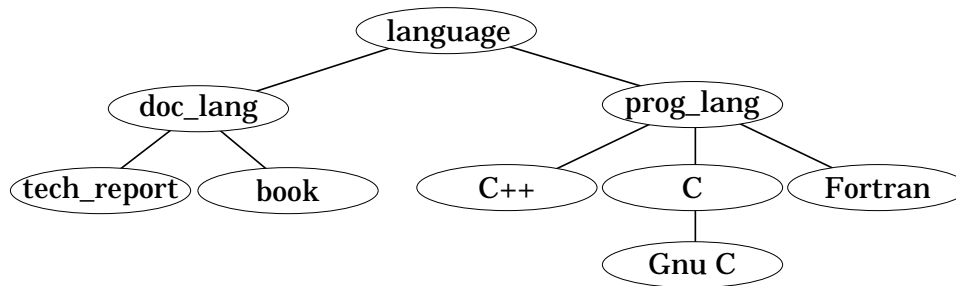 language
doc_lang
prog_lang
tech_report
book
C++
C
Fortran
Gnu C